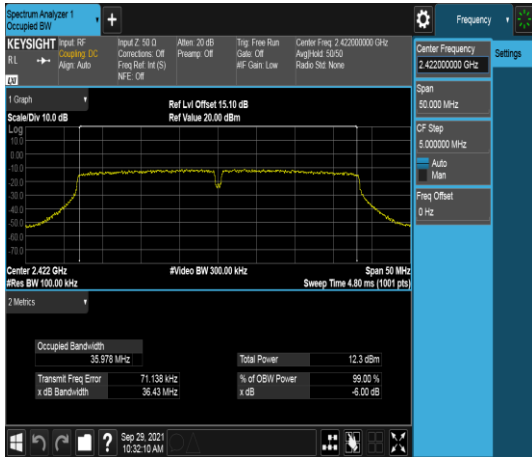 Spectrum Analyzer 1
Occupied BW
+
Frequency
KEYSIGHT
RL
LXI
Input: RF
Coupling: DC
Align: Auto
Input Z: 50 Ω
Corrections: Off
Freq Ref: Int (S)
NFE: Off
Atten: 20 dB
Preamp: Off
Trig: Free Run
Gate: Off
#IF Gain: Low
Center Freq: 2.422000000 GHz
Avg|Hold: 50/50
Radio Std: None
Center Frequency
2.422000000 GHz
Settings
Span
50.000 MHz
CF Step
5.000000 MHz
Auto
Man
Freq Offset
0 Hz
1 Graph
Scale/Div 10.0 dB
Ref Lvl Offset 15.10 dB
Ref Value 20.00 dBm
Log
10.0
0.00
-10.0
-20.0
-30.0
-40.0
-50.0
-60.0
-70.0
Center 2.422 GHz
#Res BW 100.00 kHz
#Video BW 300.00 kHz
Span 50 MHz
Sweep Time 4.80 ms (1001 pts)
2 Metrics
Occupied Bandwidth
35.978 MHz
Total Power 12.3 dBm
Transmit Freq Error 71.138 kHz
% of OBW Power 99.00 %
x dB Bandwidth 36.43 MHz
x dB -6.00 dB
?
Sep 29, 2021
10:32:10 AM